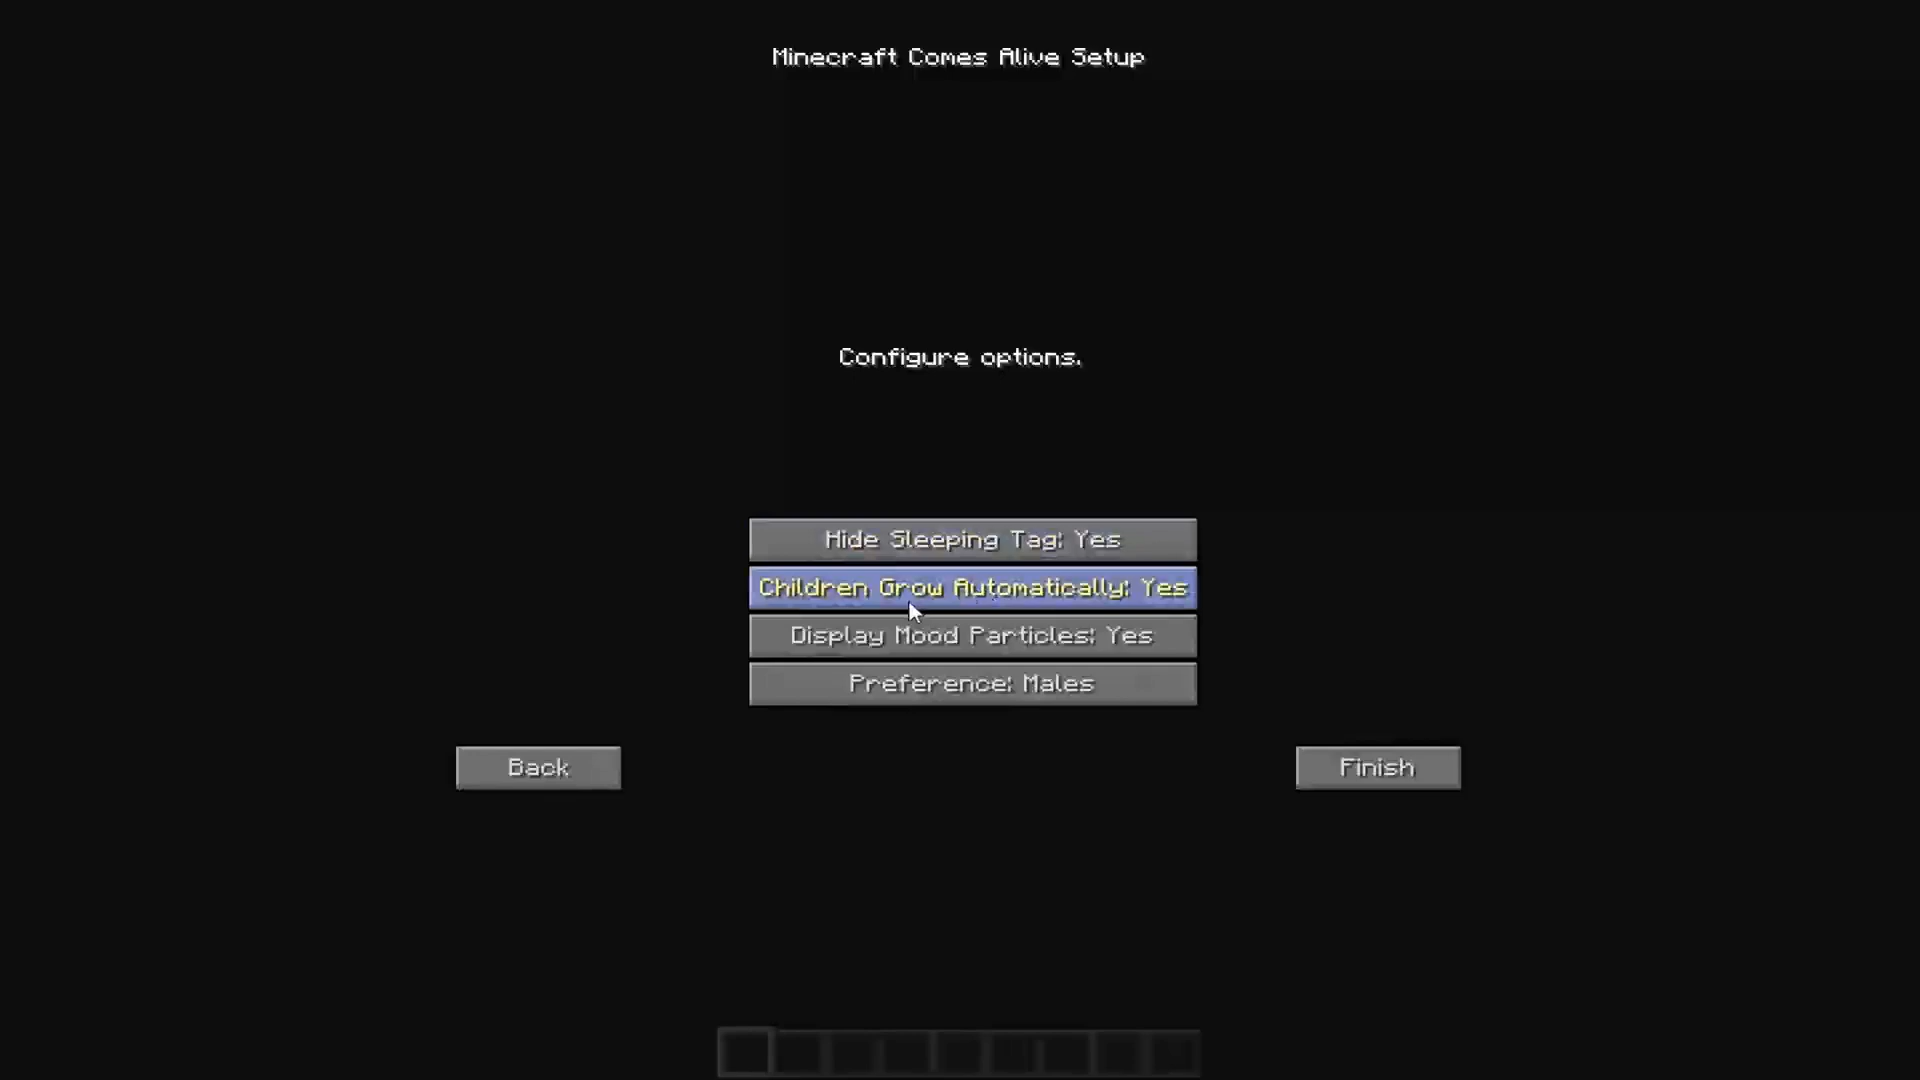 Minecraft Comes Alive Setup
Configure options.
Hide Sleeping Tag: Yes
Children Grow Automatically: Yes
Display Mood Particles: Yes
Preference: Males
Back
Finish